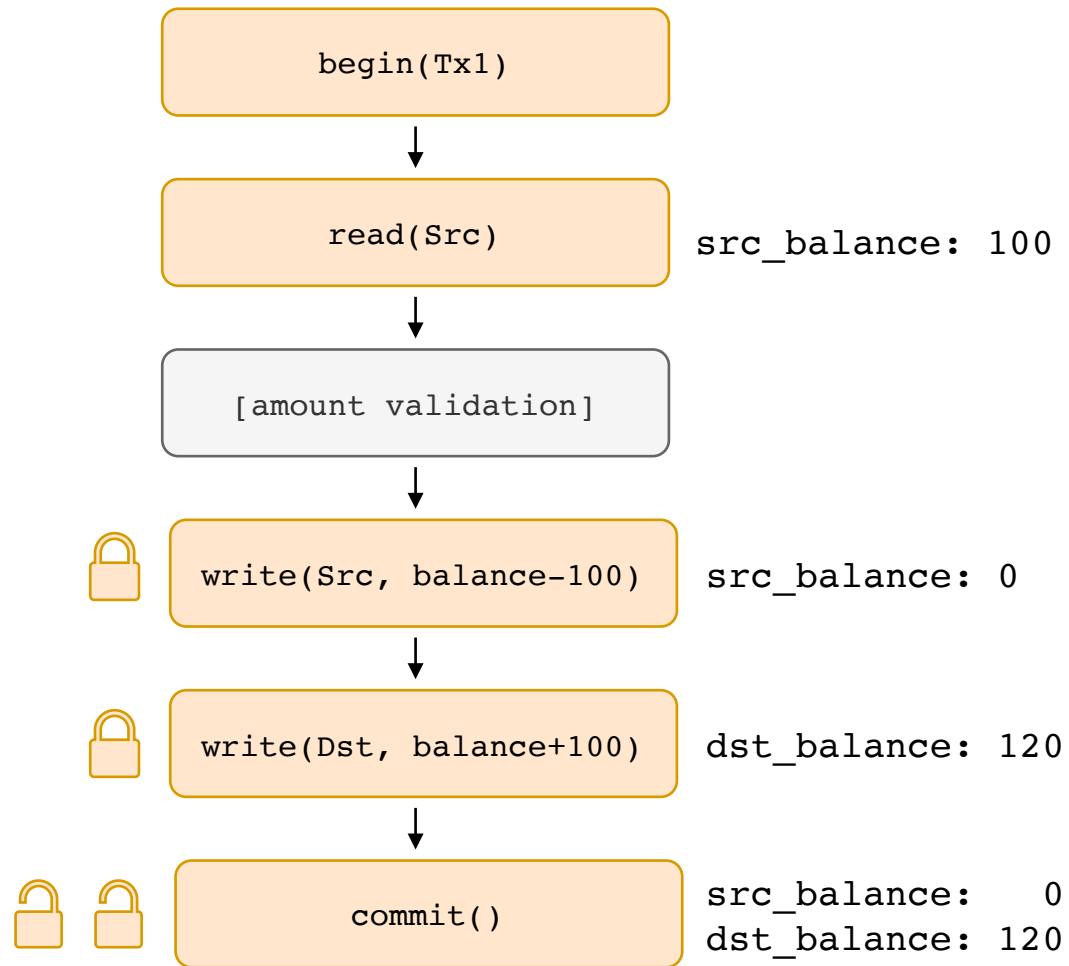 begin(Tx1)
read(Src)
src_balance: 100
[amount validation]
write(Src, balance-100)
src_balance: 0
write(Dst, balance+100)
dst_balance: 120
commit()
src_balance:   0
dst_balance: 120